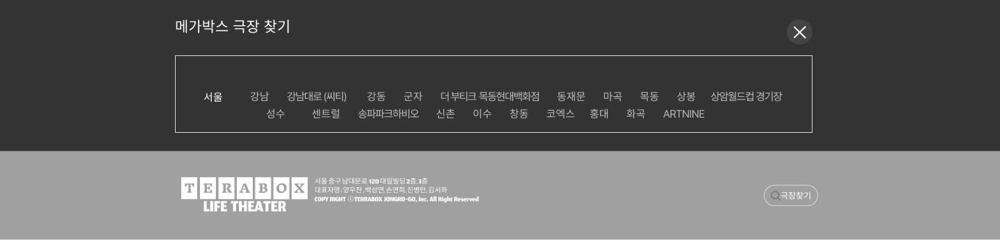 메가박스 극장 찾기
서울 강남 강남대로 (씨티) 강동 군자 더 부티크 목동현대백화점 동재문 마곡 목동 상봉 상암월드컵 경기장
성수 센트럴 송파파크하비오 신촌 이수 창동 코엑스 홍대 화곡 ARTNINE
TERABOX
LIFE THEATER
서울 중구 남대문로 120 대일빌딩 2층, 3층
대표자명 : 양우찬, 백성연, 손연희, 진병만, 김서하
COPY RIGHT ⓒTERRABOX JONGRO-GO, Inc. All Right Reserved
극장찾기